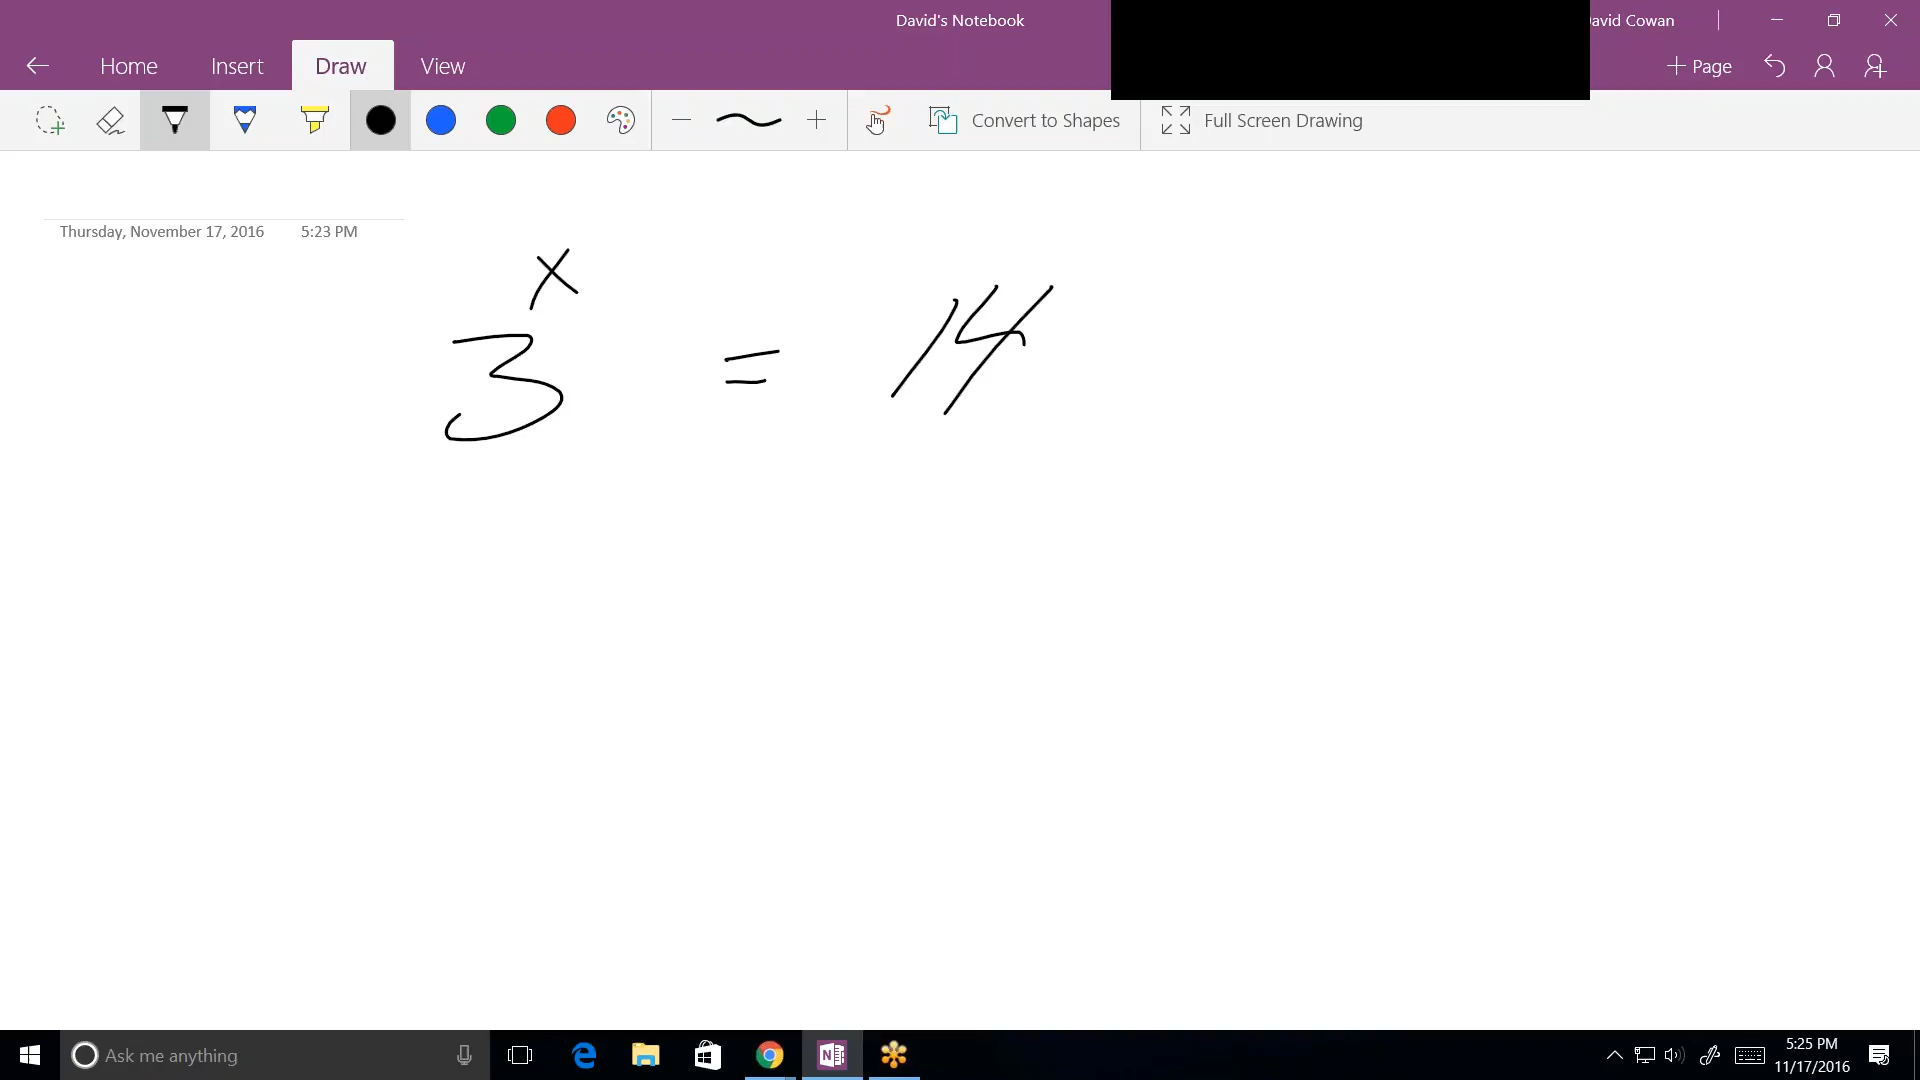 David's Notebook
avid Cowan
Home Insert Draw View
Page
Convert to Shapes
Full Screen Drawing
Thursday, November 17, 2016 5:23 PM
3^x = 14
Ask me anything
5:25 PM
11/17/2016